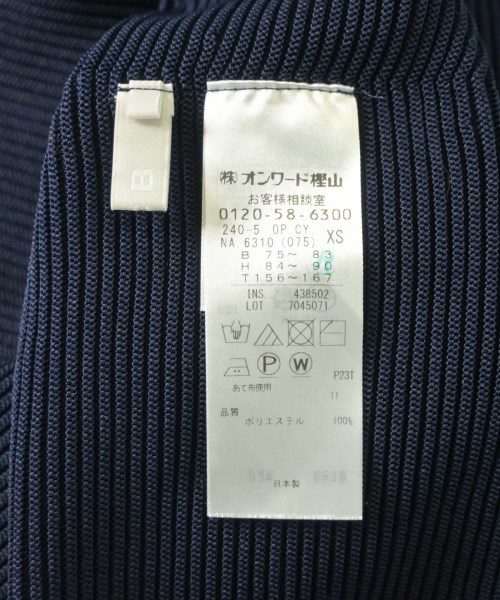 B
㈱オンワード樫山
お客様相談室
0120-58-6300
240-5 OP.CY
NA.6310(075) XS
B 75～ 83
H 84～ 90
T156～167
INS 438502
LOT 7045071
P W
あて布使用
P23T
11
品質
ポリエステル 100%
日本製